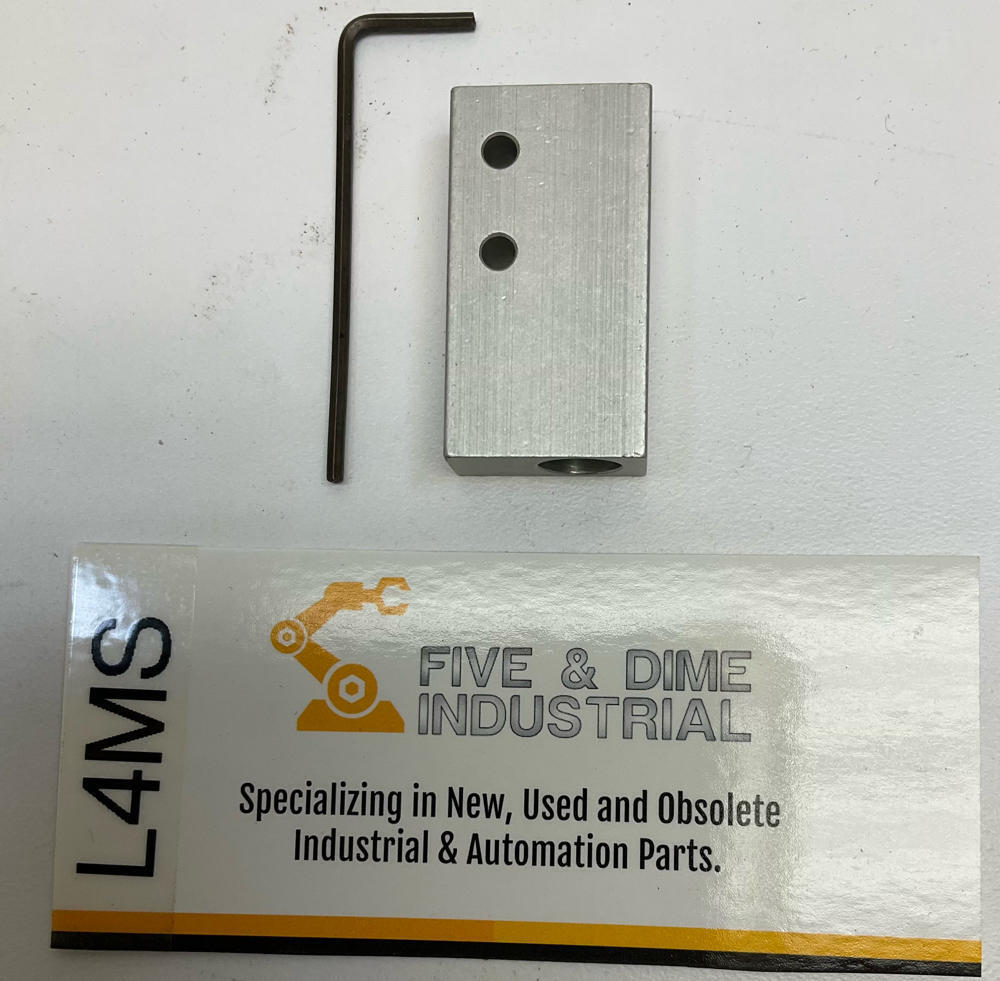 L4MS
FIVE & DIME
INDUSTRIAL
Specializing in New, Used and Obsolete
Industrial & Automation Parts.